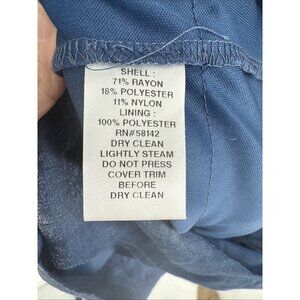 SHELL :
71% RAYON
18% POLYESTER
11% NYLON
LINING :
100% POLYESTER
RN#58142
DRY CLEAN
LIGHTLY STEAM
DO NOT PRESS
COVER TRIM
BEFORE
DRY CLEAN